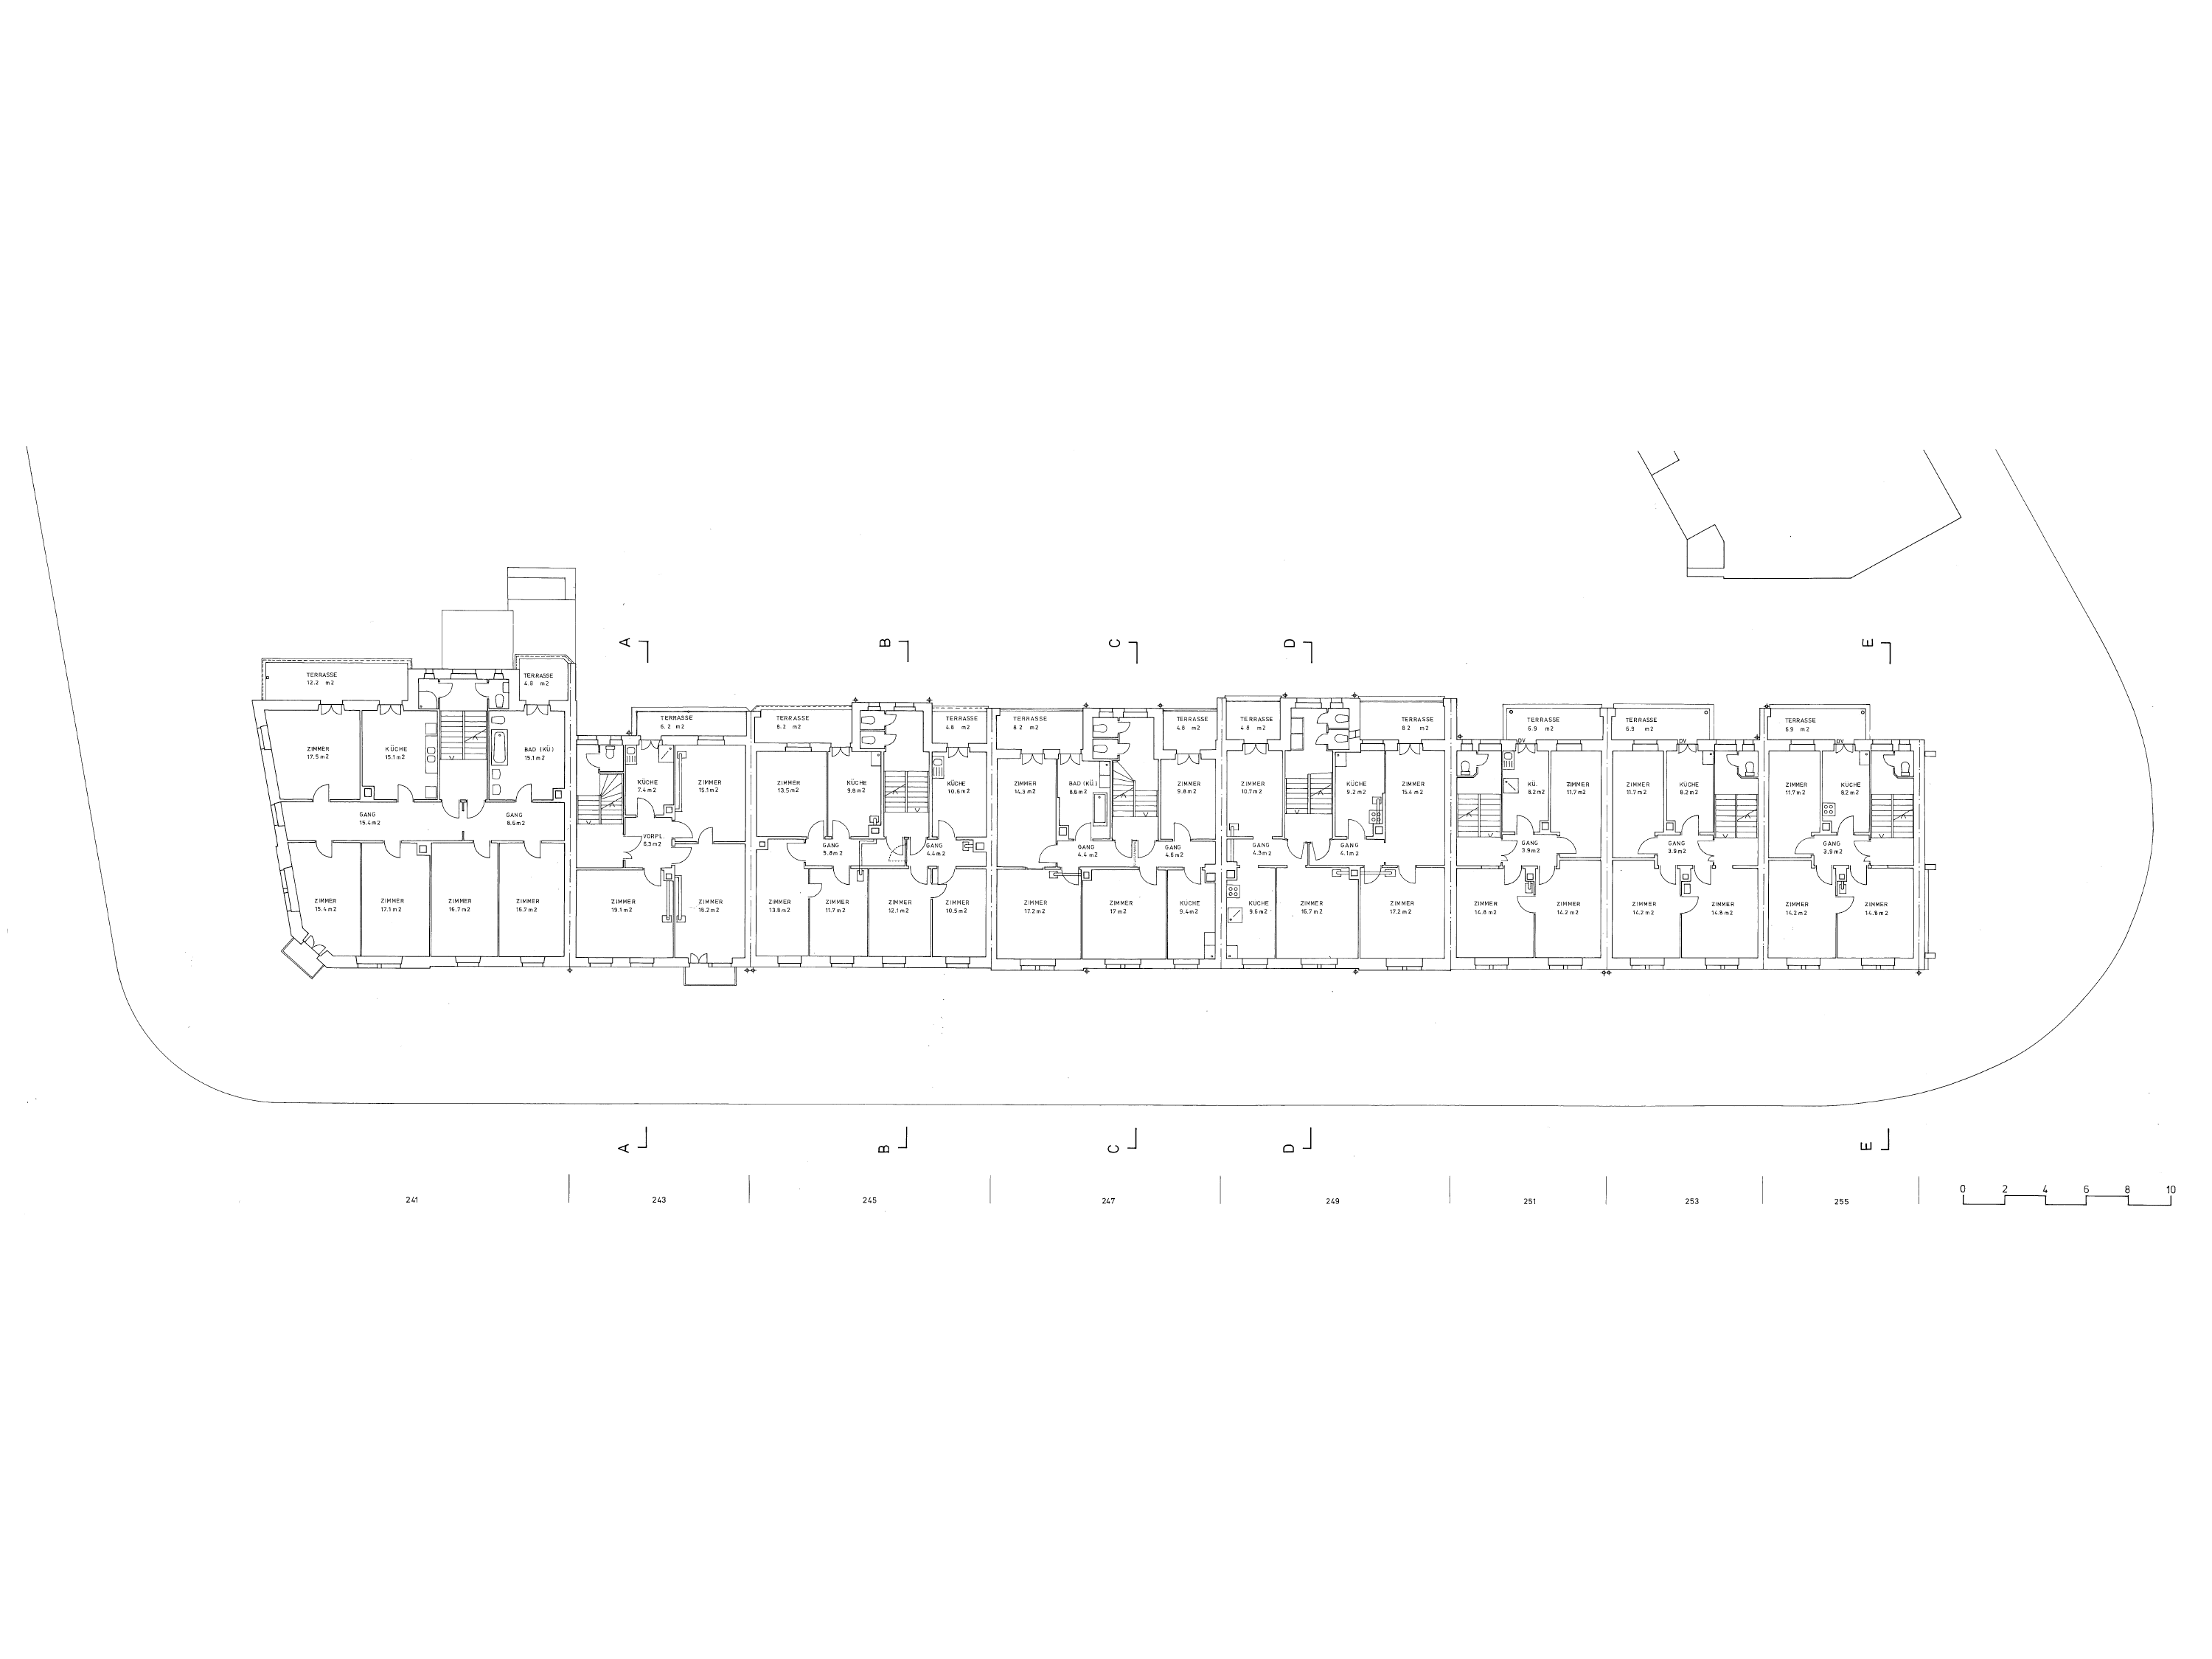 A B C D E
TERRASSE
12.2 m2
TERRASSE
4.8 m2
ZIMMER
17.5 m2
KÜCHE
15.1 m2
BAD (KÜ)
15.1 m2
GANG
15.4 m2
GANG
ZIMMER
15.4 m2
ZIMMER
17.1 m2
ZIMMER
16.7 m2
ZIMMER
16.7 m2
TERRASSE
6.2 m2
KÜCHE
7.4 m2
ZIMMER
15.1 m2
VORPL.
6.3 m2
ZIMMER
19.1 m2
ZIMMER
18.2 m2
TERRASSE
8.2 m2
TERRASSE
4.8 m2
ZIMMER
13.5 m2
KÜCHE
9.8 m2
KÜCHE
10.6 m2
GANG
5.8 m2
GANG
4.4 m2
ZIMMER
13.8 m2
ZIMMER
11.7 m2
ZIMMER
12.1 m2
ZIMMER
10.5 m2
TERRASSE
8.2 m2
TERRASSE
4.8 m2
ZIMMER
14.3 m2
BAD (KÜ)
8.8 m2
ZIMMER
9.8 m2
GANG
4.4 m2
GANG
4.6 m2
ZIMMER
17.2 m2
ZIMMER
17 m2
KÜCHE
9.4 m2
TERRASSE
4.8 m2
TERRASSE
8.2 m2
ZIMMER
10.7 m2
KÜCHE
9.2 m2
ZIMMER
15.4 m2
GANG
4.3 m2
GANG
4.1 m2
KÜCHE
9.6 m2
ZIMMER
16.7 m2
ZIMMER
17.2 m2
TERRASSE
6.9 m2
DV
KÜ.
8.2 m2
ZIMMER
11.7 m2
GANG
3.9 m2
ZIMMER
14.8 m2
ZIMMER
14.2 m2
TERRASSE
6.9 m2
DV
ZIMMER
11.7 m2
KÜCHE
8.2 m2
GANG
3.9 m2
ZIMMER
14.2 m2
ZIMMER
14.8 m2
TERRASSE
6.9 m2
DV
ZIMMER
11.7 m2
KÜCHE
8.2 m2
GANG
3.9 m2
ZIMMER
14.2 m2
ZIMMER
14.8 m2
A B C D E
241 243 245 247 249 251 253 255
0 2 4 6 8 10